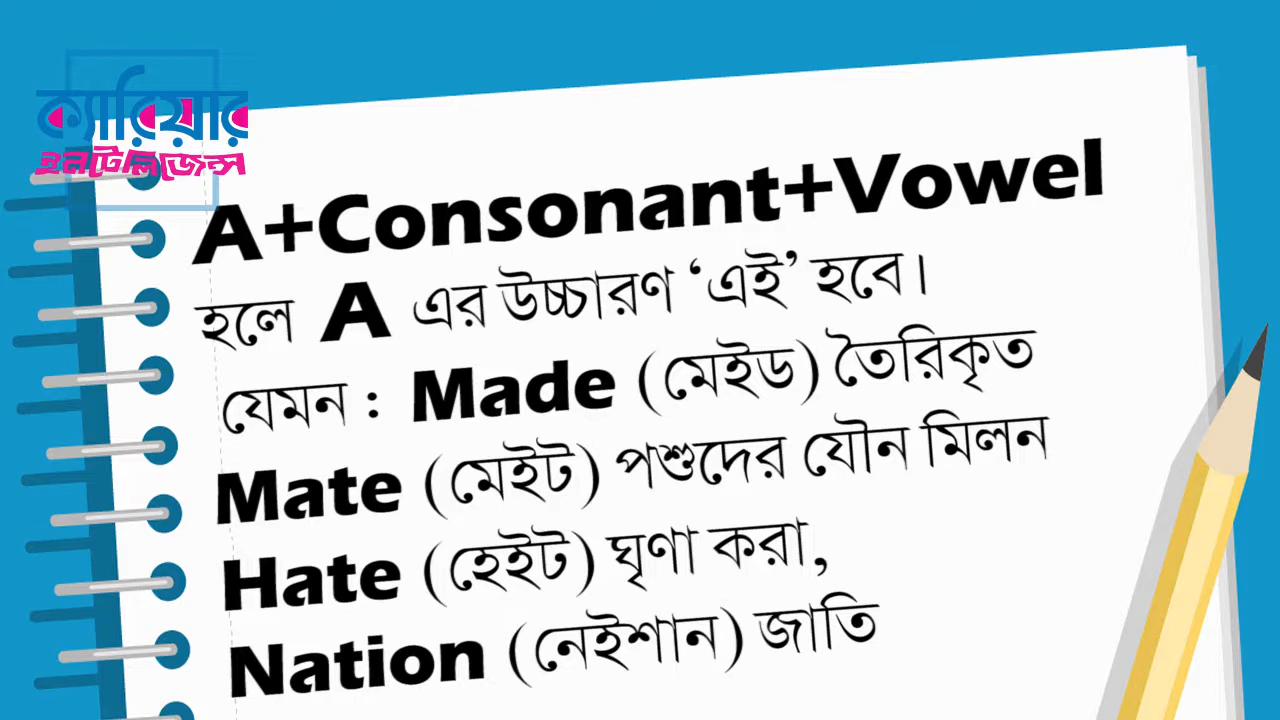 ক্যারিয়ার
ইনটেলিজেন্স
A+Consonant+Vowel
হলে A এর উচ্চারণ ‘এই’ হবে।
যেমন : Made (মেইড) তৈরিকৃত
Mate (মেইট) পশুদের যৌন মিলন
Hate (হেইট) ঘৃণা করা,
Nation (নেইশান) জাতি